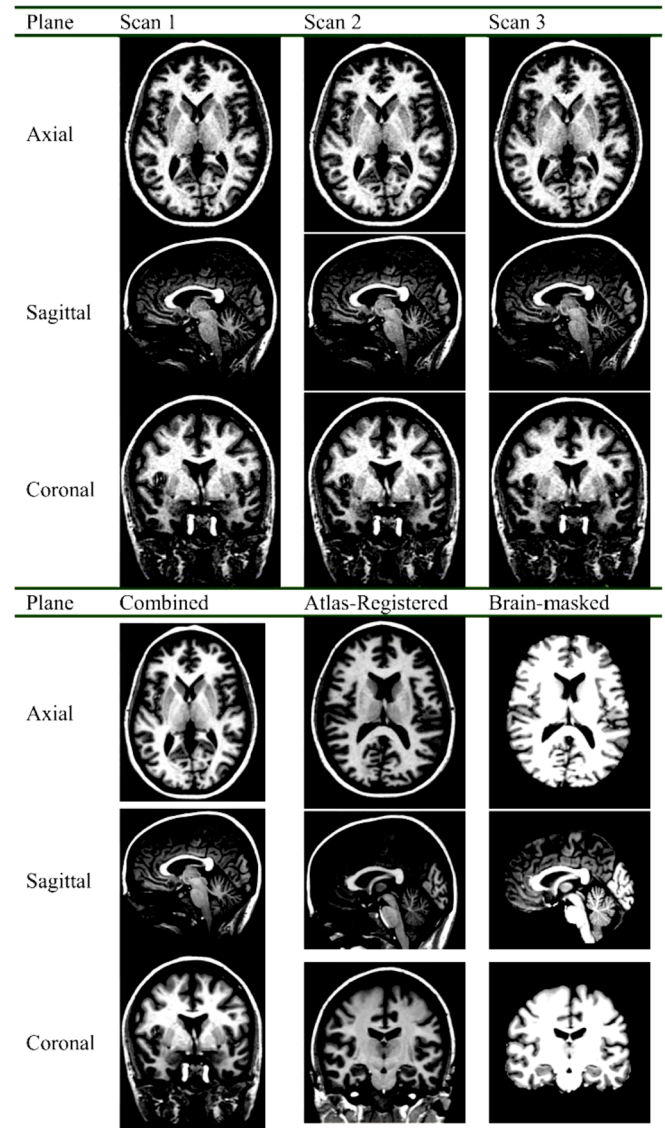 Plane Scan 1 Scan 2 Scan 3
Axial
Sagittal
Coronal
Plane Combined Atlas-Registered Brain-masked
Axial
Sagittal
Coronal